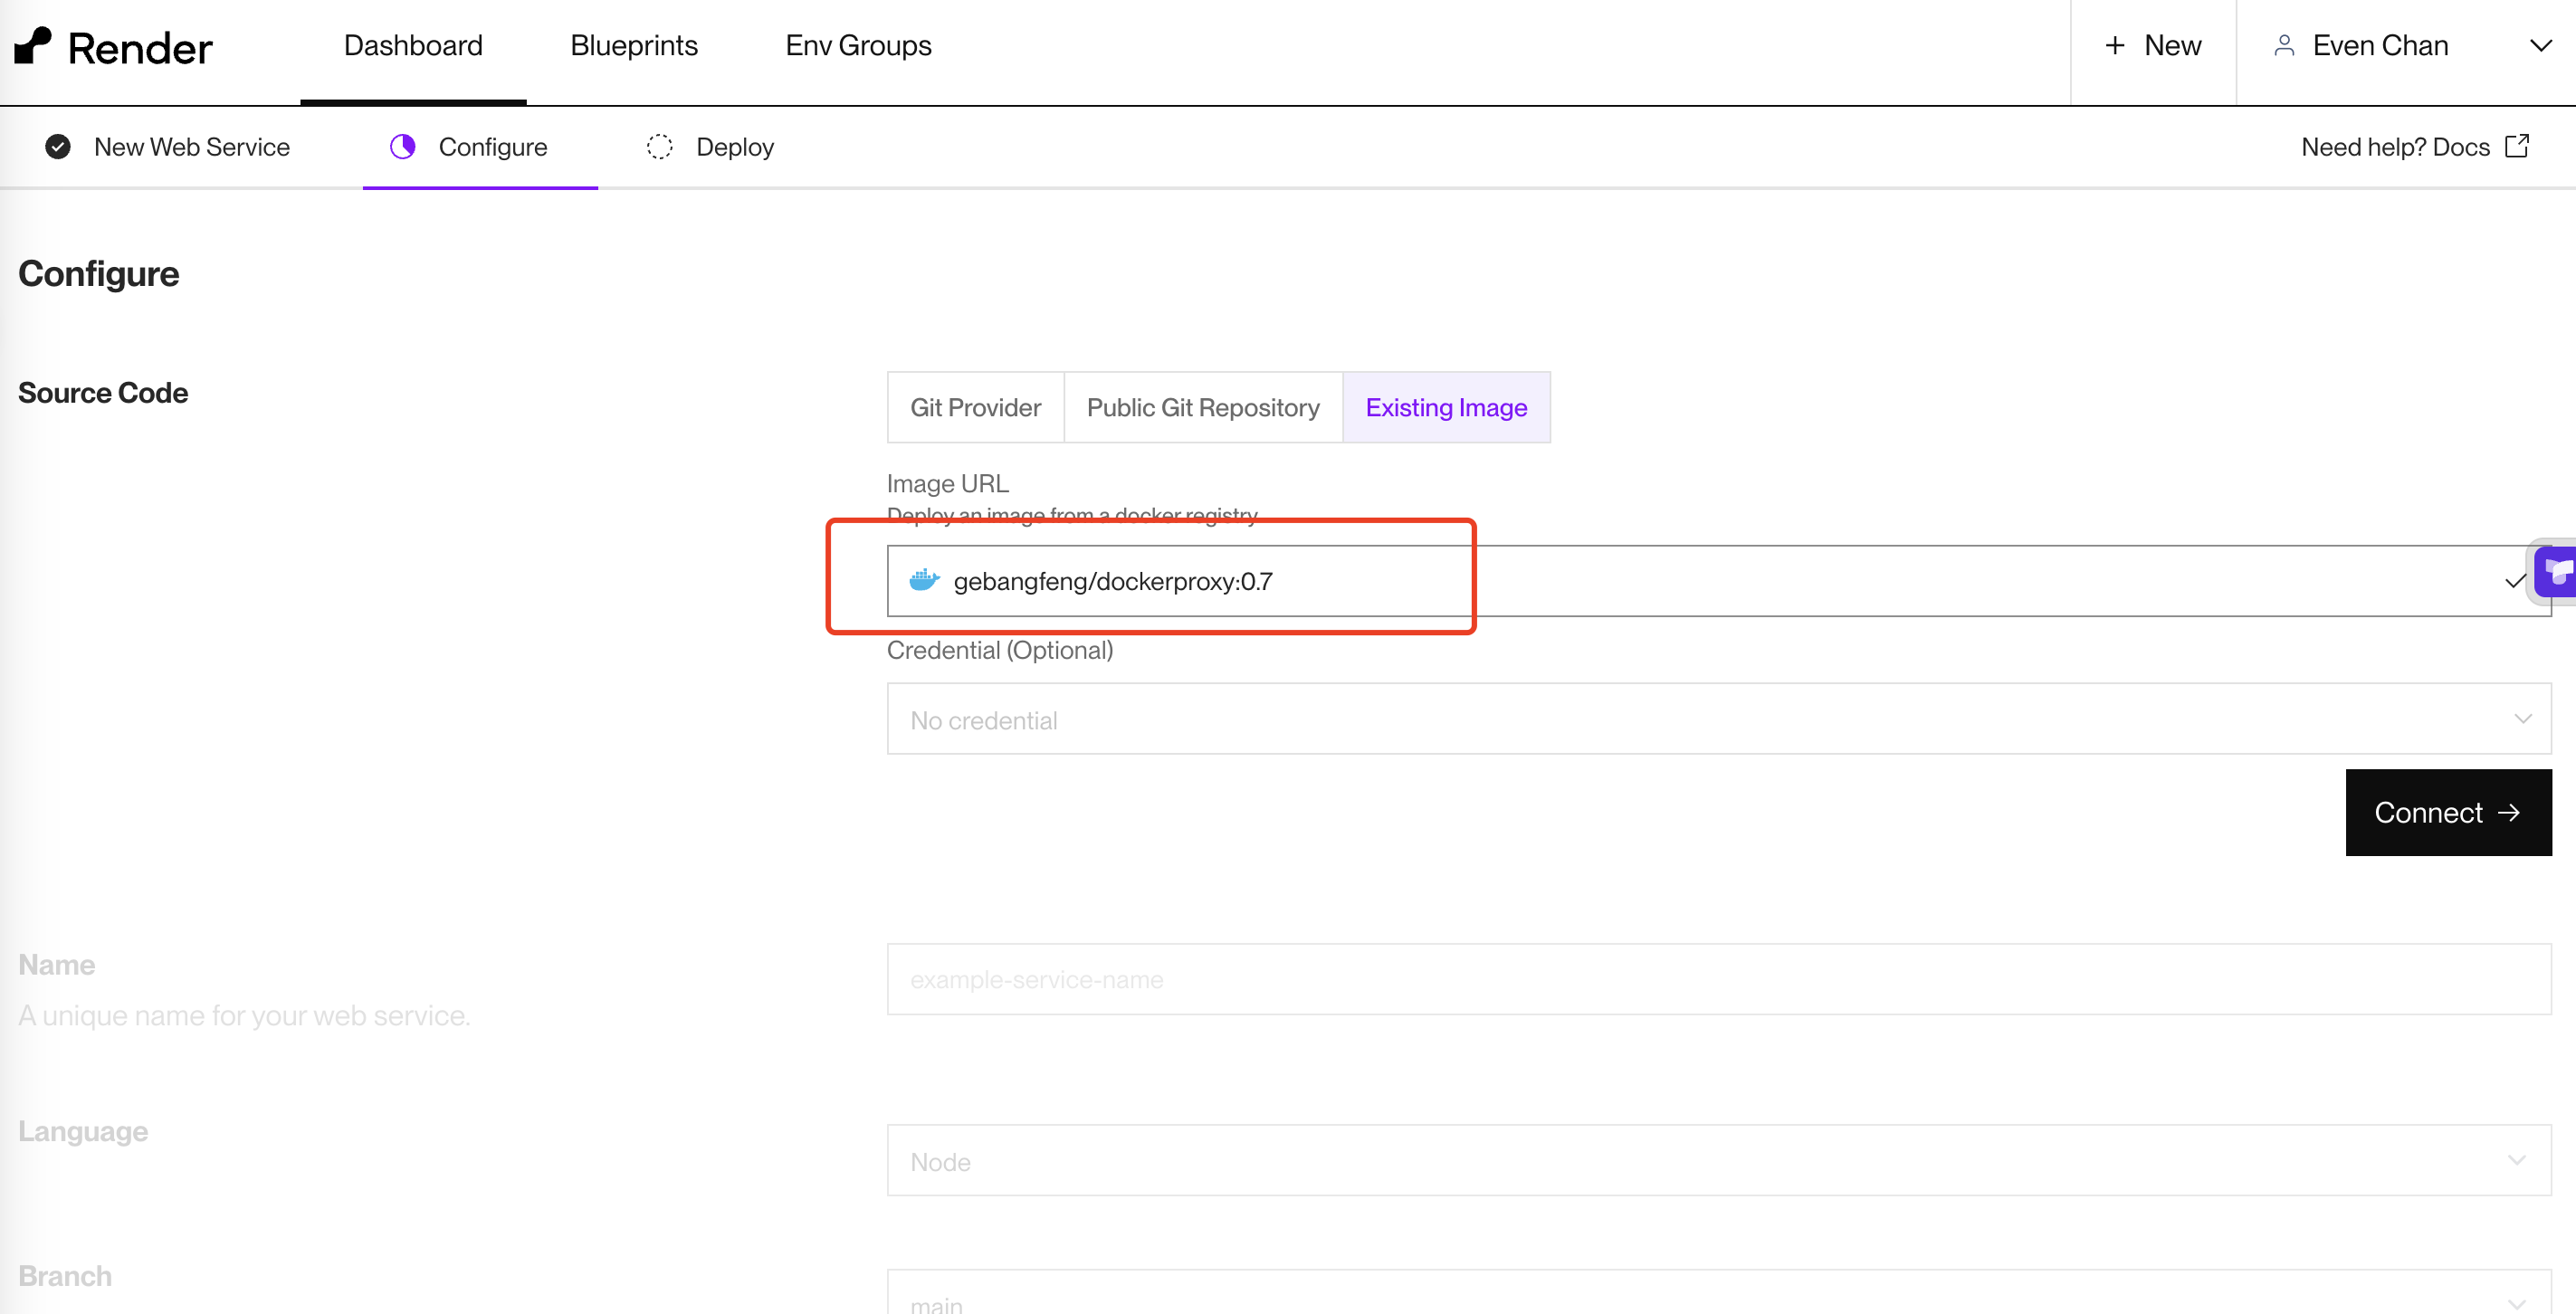 Render
Dashboard
Blueprints
Env Groups
+ New
Even Chan
New Web Service
Configure
Deploy
Need help? Docs
Configure
Source Code
Git Provider
Public Git Repository
Existing Image
Image URL
Deploy an image from a docker registry
gebangfeng/dockerproxy:0.7
Credential (Optional)
No credential
Connect →
Name
example-service-name
A unique name for your web service.
Language
Node
Branch
main